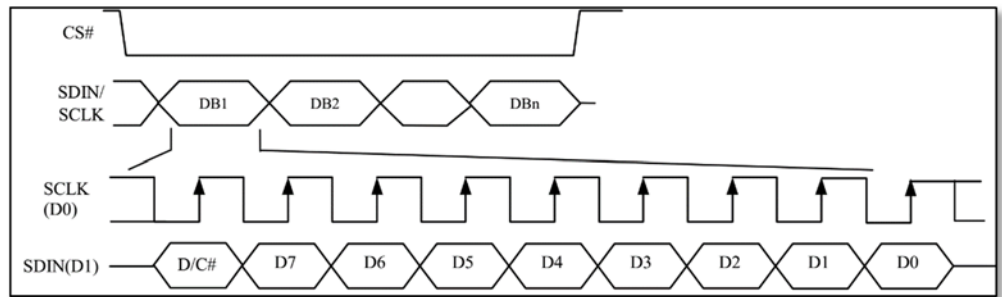 CS#
SDIN/
SCLK
DB1 DB2 DBn
SCLK
(D0)
SDIN(D1) D/C# D7 D6 D5 D4 D3 D2 D1 D0